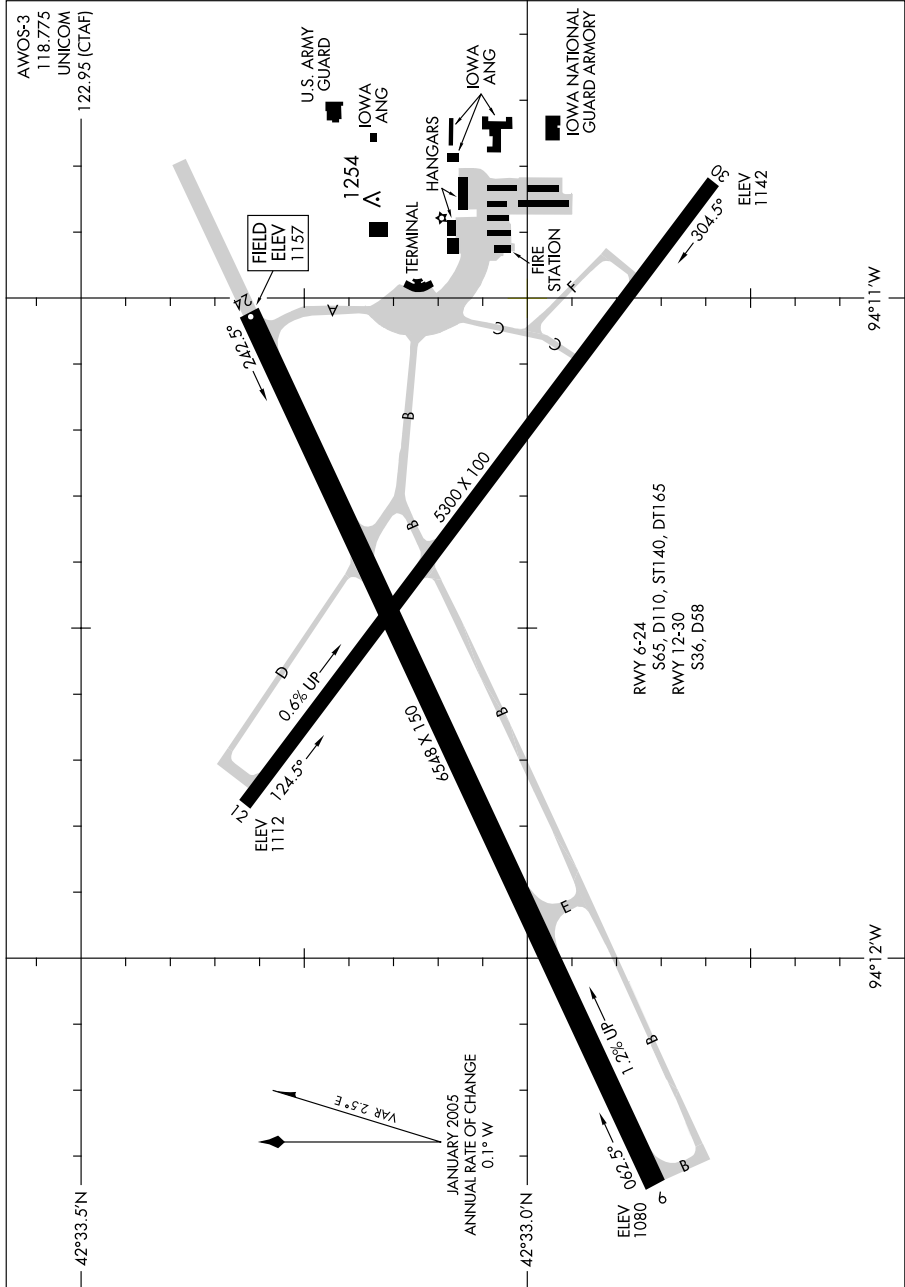 AWOS-3
118.775
UNICOM
122.95 (CTAF)
U.S. ARMY
GUARD
IOWA
ANG
1254
HANGARS
IOWA
ANG
IOWA NATIONAL
GUARD ARMORY
TERMINAL
FIRE
STATION
FIELD
ELEV
1157
24
242.5°
A
B
C
C
F
30
ELEV
1142
304.5°
94°11'W
5300 X 100
B
D
0.6% UP
124.5°
12
ELEV
1112
6548 X 150
B
E
RWY 6-24
S65, D110, ST140, DT165
RWY 12-30
S36, D58
94°12'W
1.2% UP
B
062.5°
6
B
ELEV
1080
VAR 2.5° E
JANUARY 2005
ANNUAL RATE OF CHANGE
0.1° W
42°33.5'N
42°33.0'N